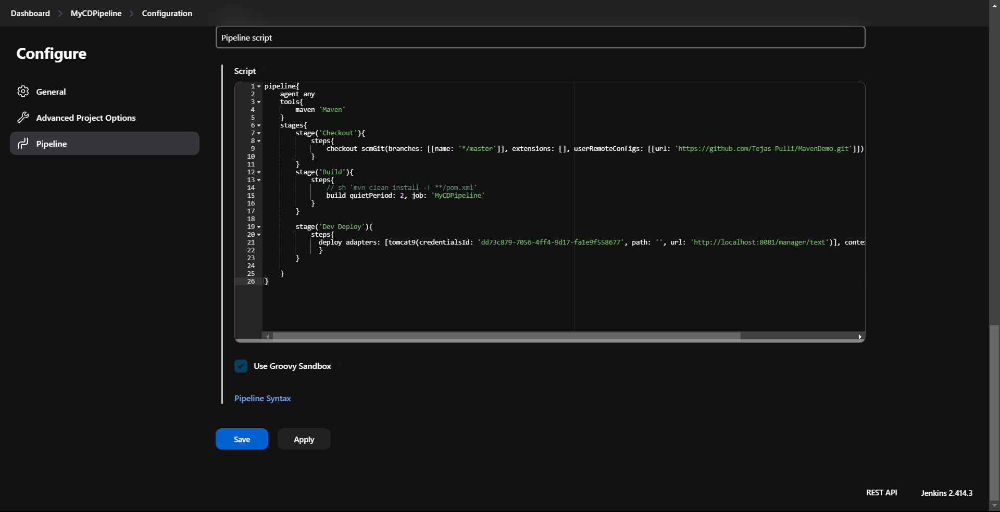 Dashboard > MyCDPipeline > Configuration
Configure
General
Advanced Project Options
Pipeline
Pipeline script
Script
1 pipeline{
2     agent any
3     tools{
4         maven 'Maven'
5     }
6     stages{
7         stage('Checkout'){
8             steps{
9                 checkout scmGit(branches: [[name: '*/master']], extensions: [], userRemoteConfigs: [[url: 'https://github.com/Tejas-Pulli/MavenDemo.git']])
10             }
11         }
12         stage('Build'){
13             steps{
14                 // sh 'mvn clean install -f **/pom.xml'
15                 build quietPeriod: 2, job: 'MyCDPipeline'
16             }
17         }
18
19         stage('Dev Deploy'){
20             steps{
21               deploy adapters: [tomcat9(credentialsId: 'dd73c879-7056-4ff4-9d17-fa1e9f558677', path: '', url: 'http://localhost:8081/manager/text')], conte
22               }
23         }
24
25     }
26 }
Use Groovy Sandbox
Pipeline Syntax
Save
Apply
REST API
Jenkins 2.414.3